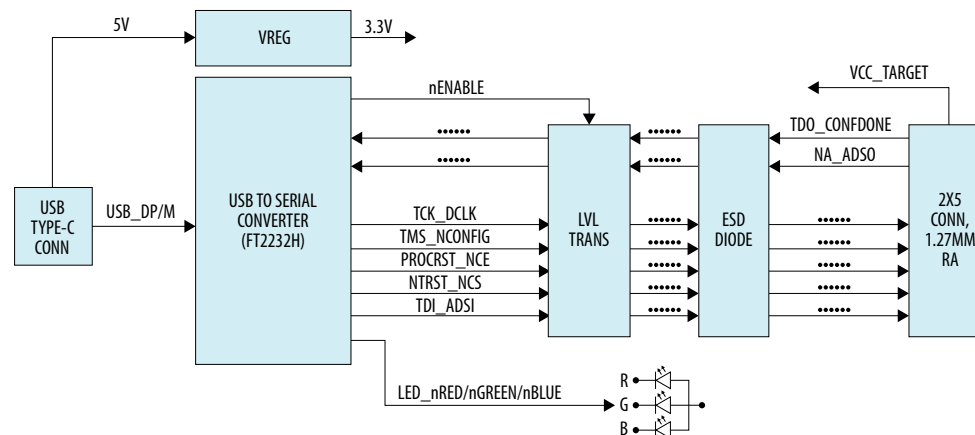 5V
VREG
3.3V
VCC_TARGET
nENABLE
TDO_CONFDONE
NA_ADSO
USB
TYPE-C
CONN
USB_DP/M
USB TO SERIAL
CONVERTER
(FT2232H)
TCK_DCLK
TMS_NCONFIG
PROCRST_NCE
NTRST_NCS
TDI_ADSI
LVL
TRANS
ESD
DIODE
2X5
CONN,
1.27MM
RA
LED_nRED/nGREEN/nBLUE
R
G
B